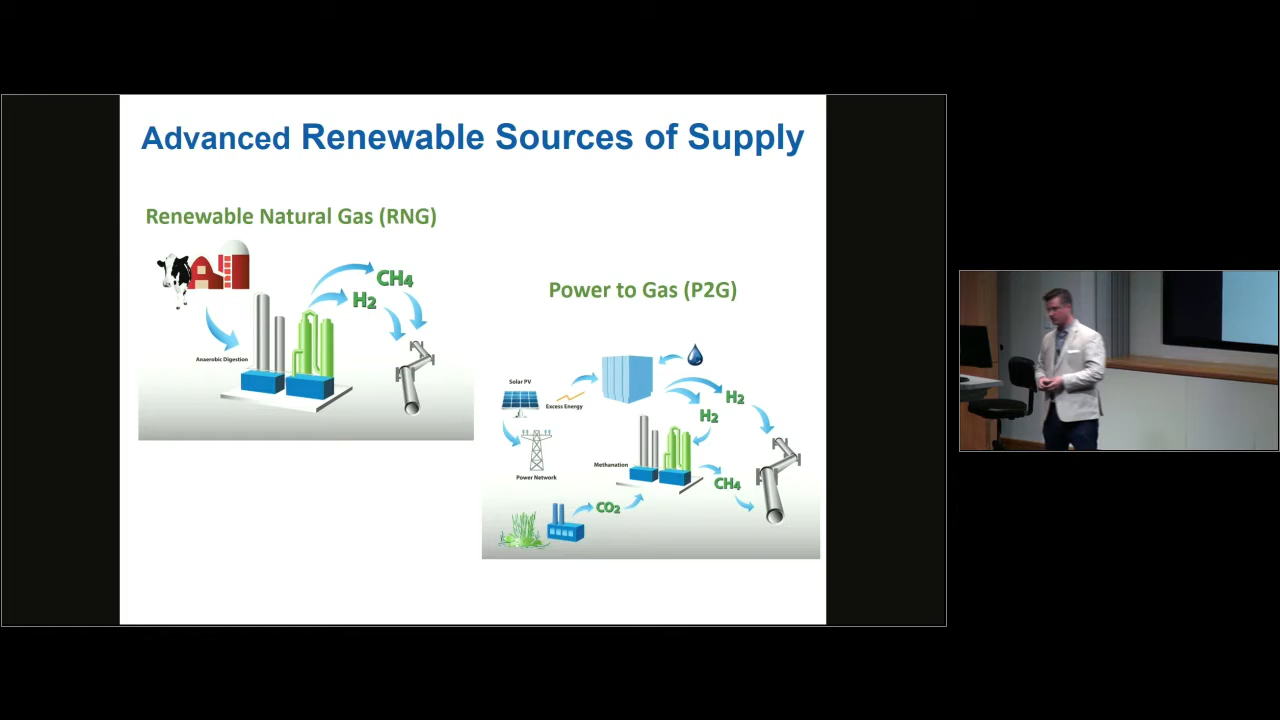 Advanced Renewable Sources of Supply
Renewable Natural Gas (RNG)
CH4
H2
Anaerobic Digestion
Power to Gas (P2G)
Solar PV
Excess Energy
H2
H2
Power Network
Methanation
CH4
CO2